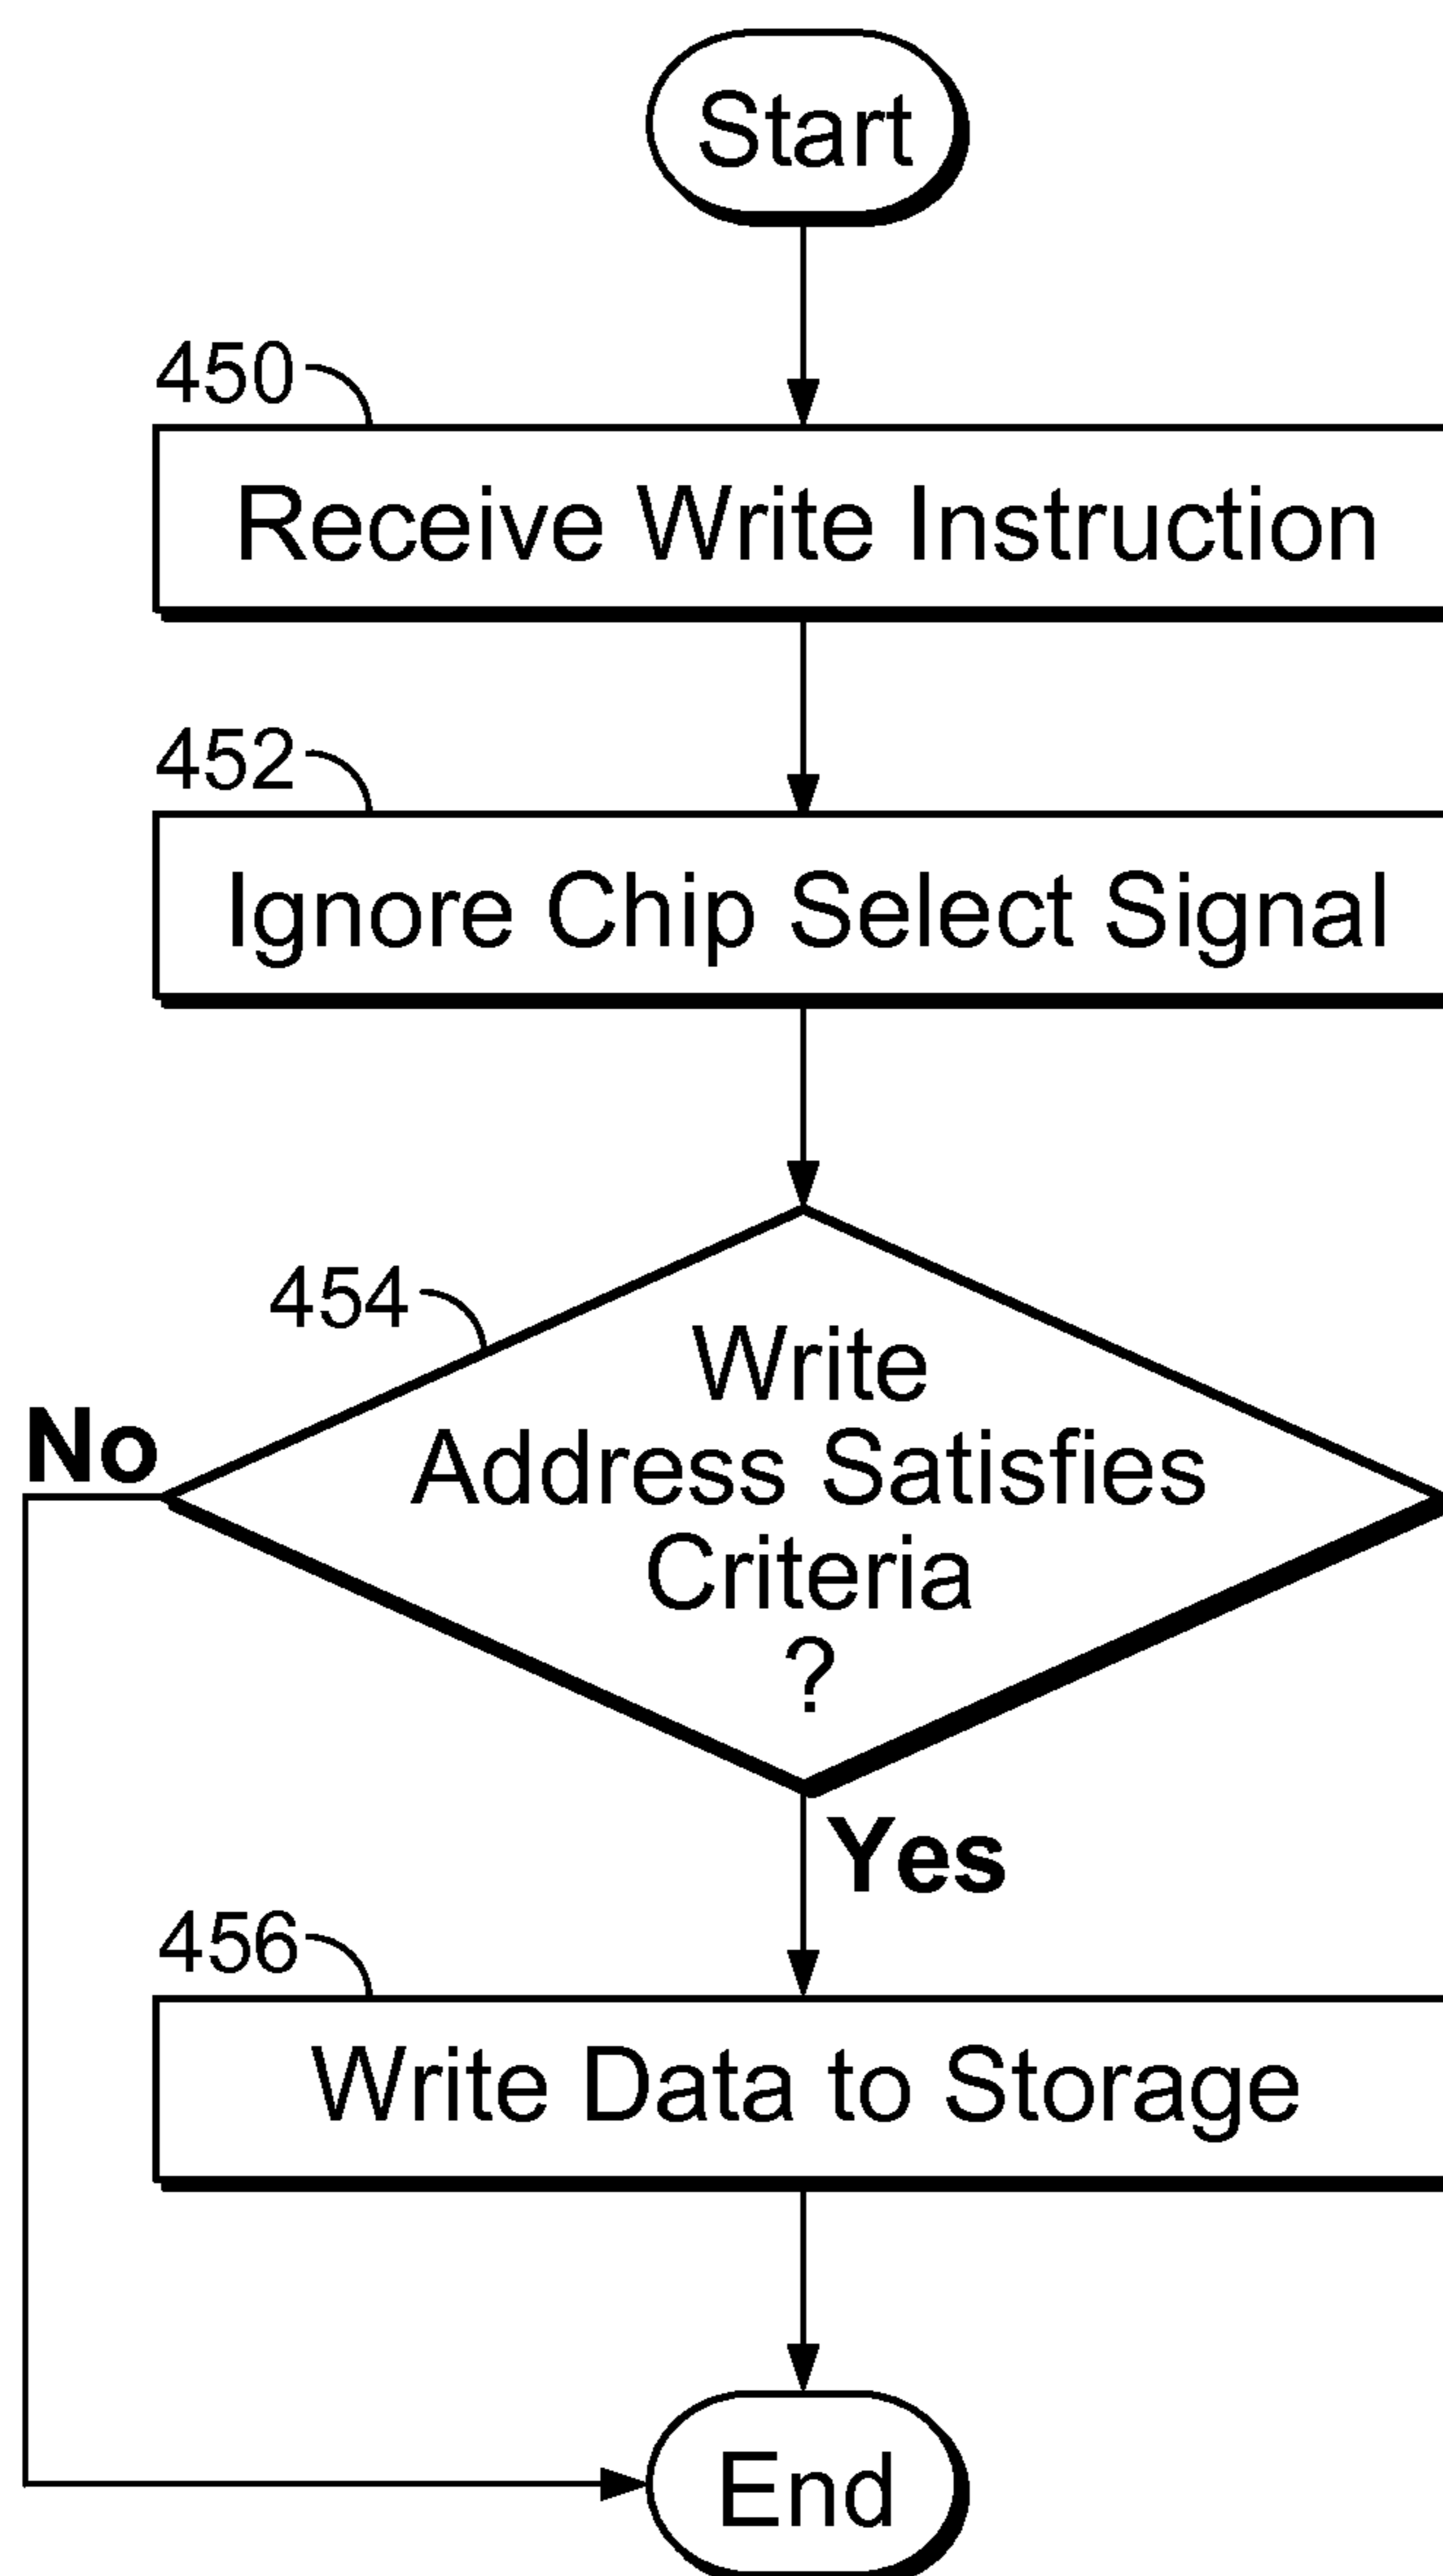 Start
450
Receive Write Instruction
452
Ignore Chip Select Signal
454
Write
Address Satisfies
Criteria
?
No
Yes
456
Write Data to Storage
End